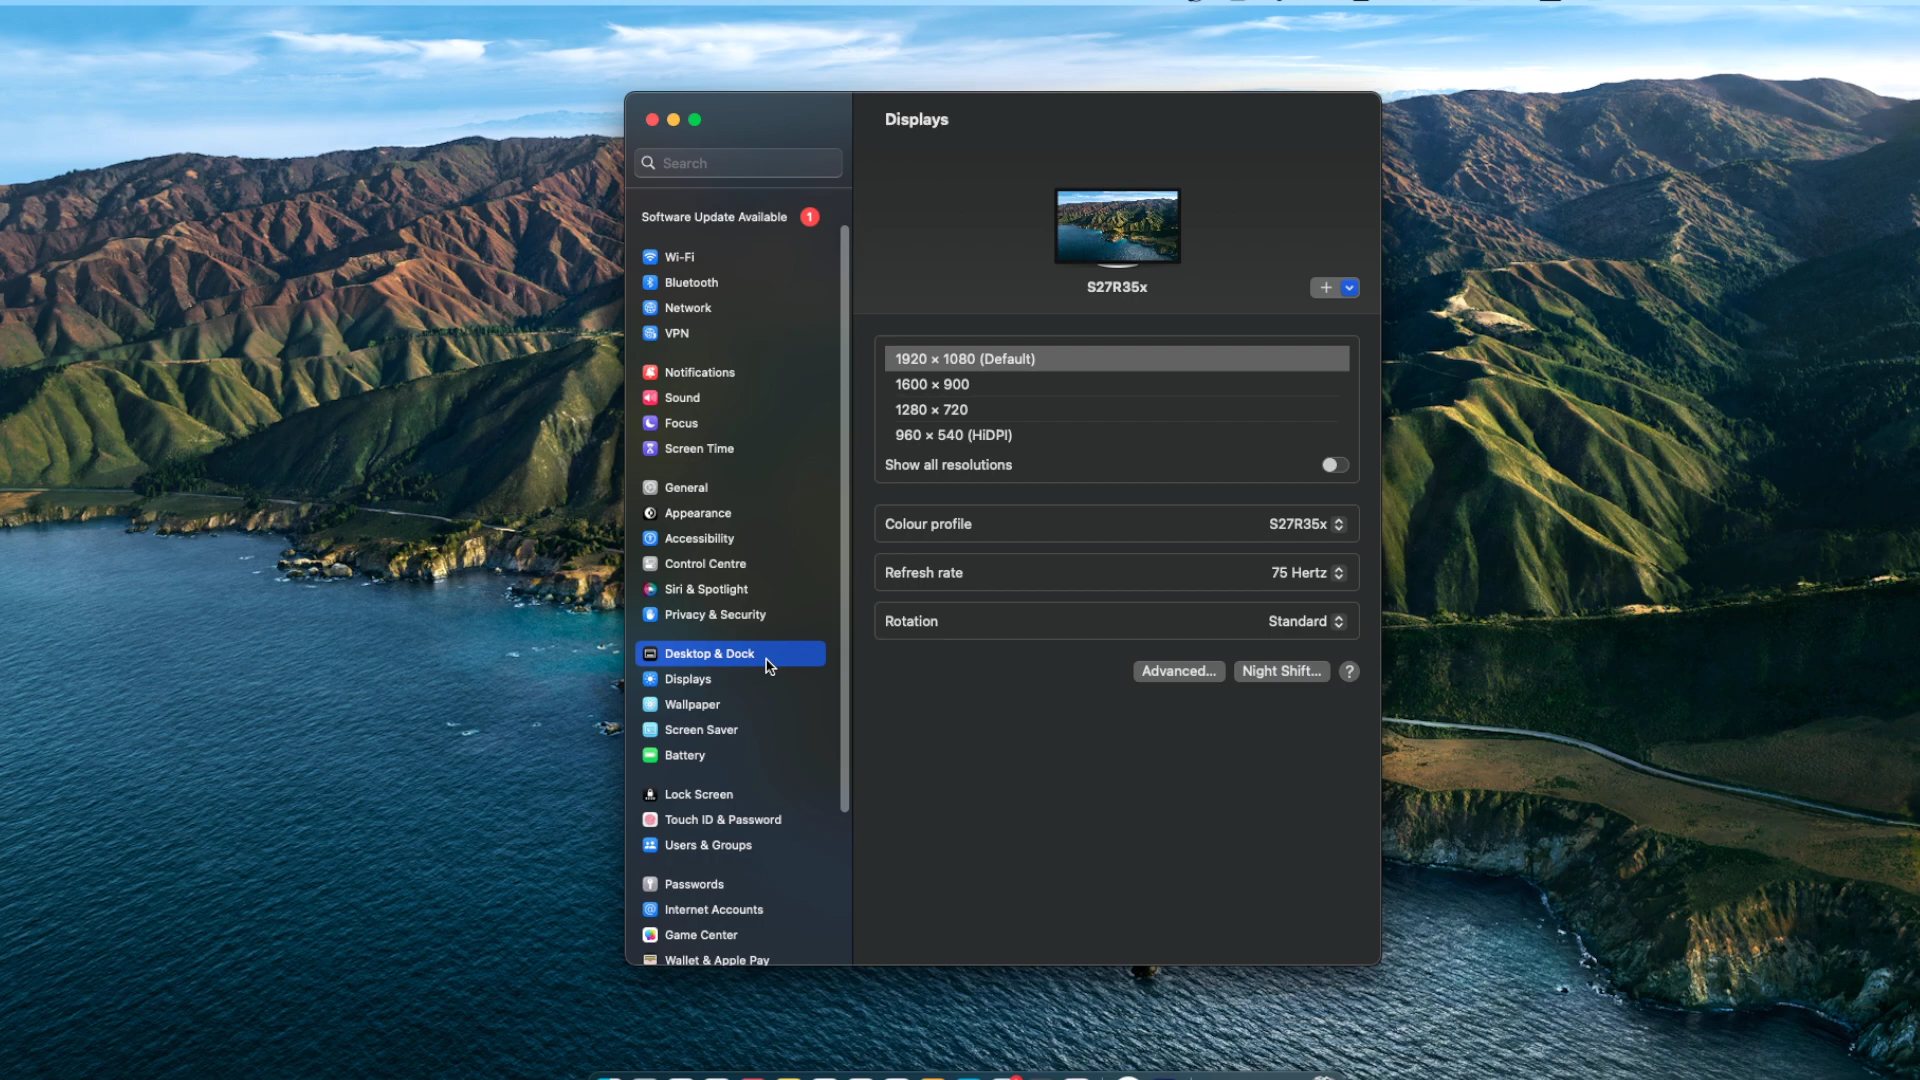 Displays
Search
Software Update Available 1
Wi-Fi
Bluetooth
Network
VPN
Notifications
Sound
Focus
Screen Time
General
Appearance
Accessibility
Control Centre
Siri & Spotlight
Privacy & Security
Desktop & Dock
Displays
Wallpaper
Screen Saver
Battery
Lock Screen
Touch ID & Password
Users & Groups
Passwords
Internet Accounts
Game Center
Wallet & Apple Pay
S27R35x
1920 × 1080 (Default)
1600 × 900
1280 × 720
960 × 540 (HiDPI)
Show all resolutions
Colour profile S27R35x
Refresh rate 75 Hertz
Rotation Standard
Advanced... Night Shift... ?